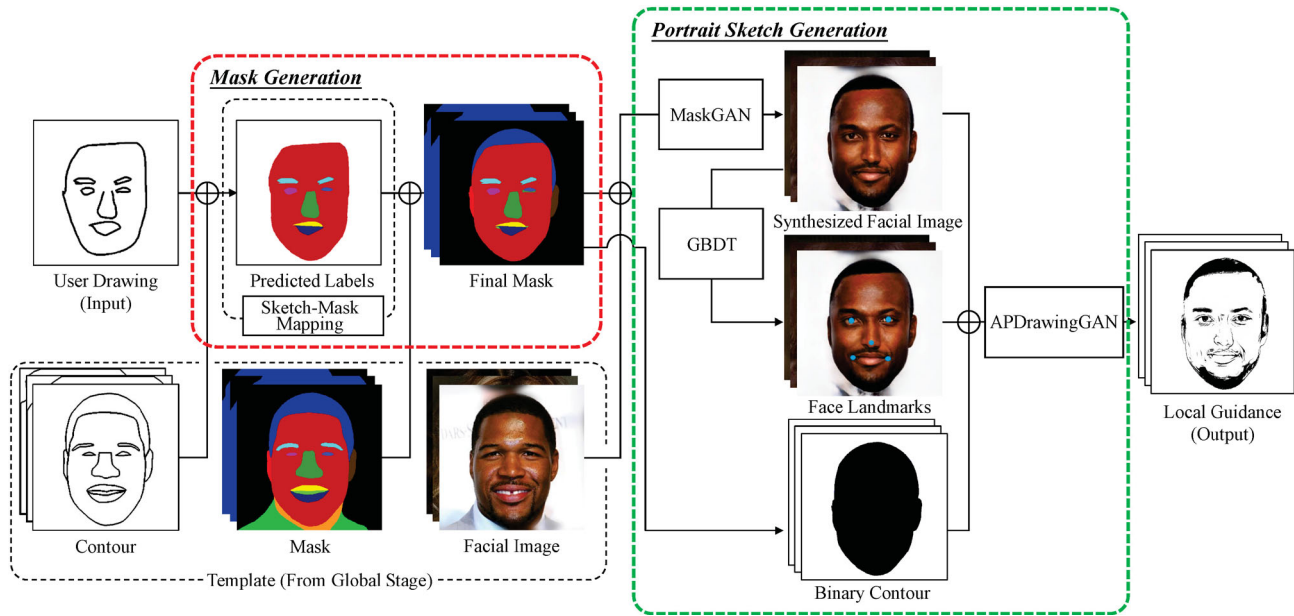 Portrait Sketch Generation
Mask Generation
MaskGAN
Synthesized Facial Image
GBDT
User Drawing
(Input)
Predicted Labels
Final Mask
Sketch-Mask
Mapping
APDrawingGAN
Face Landmarks
Local Guidance
(Output)
Contour
Mask
Facial Image
Binary Contour
Template (From Global Stage)